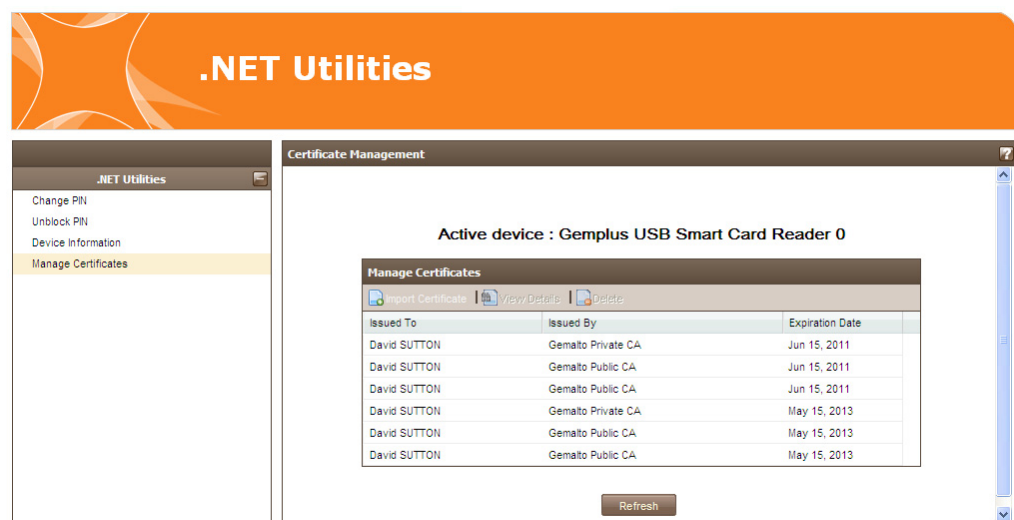 .NET Utilities
.NET Utilities
Change PIN
Unblock PIN
Device Information
Manage Certificates
Certificate Management
?
Active device : Gemplus USB Smart Card Reader 0
Manage Certificates
Import Certificate View Details Delete
Issued To Issued By Expiration Date
David SUTTON Gemalto Private CA Jun 15, 2011
David SUTTON Gemalto Public CA Jun 15, 2011
David SUTTON Gemalto Public CA Jun 15, 2011
David SUTTON Gemalto Private CA May 15, 2013
David SUTTON Gemalto Public CA May 15, 2013
David SUTTON Gemalto Public CA May 15, 2013
Refresh